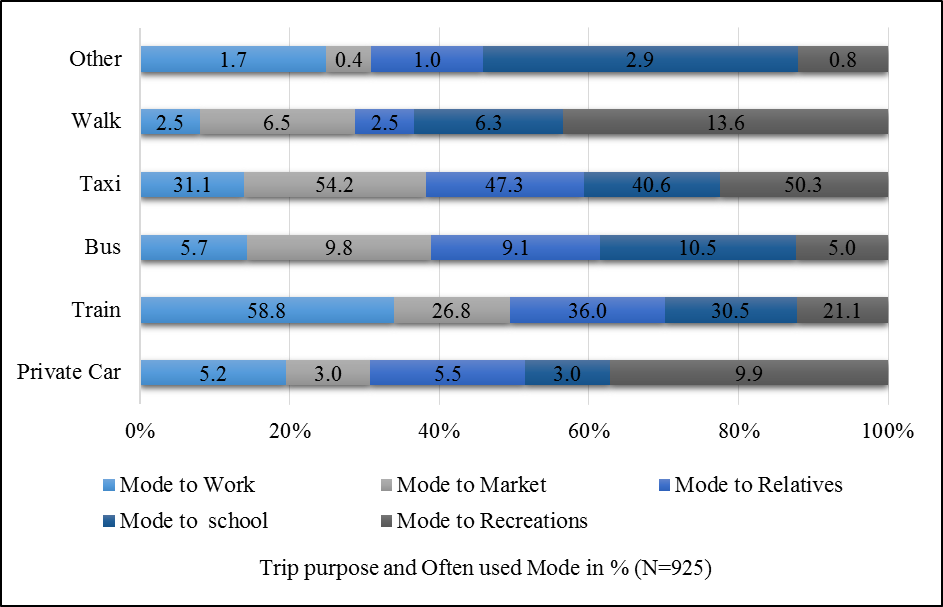 Other 1.7 0.4 1.0 2.9 0.8
Walk 2.5 6.5 2.5 6.3 13.6
Taxi 31.1 54.2 47.3 40.6 50.3
Bus 5.7 9.8 9.1 10.5 5.0
Train 58.8 26.8 36.0 30.5 21.1
Private Car 5.2 3.0 5.5 3.0 9.9
0% 20% 40% 60% 80% 100%
Mode to Work Mode to Market Mode to Relatives
Mode to school Mode to Recreations
Trip purpose and Often used Mode in % (N=925)